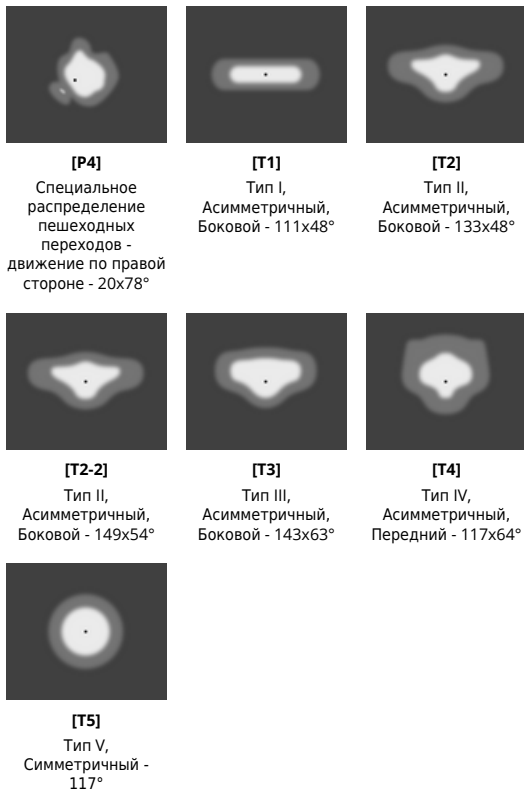 [P4]
Специальное
распределение
пешеходных
переходов -
движение по правой
стороне - 20x78°
[T1]
Тип I,
Асимметричный,
Боковой - 111x48°
[T2]
Тип II,
Асимметричный,
Боковой - 133x48°
[T2-2]
Тип II,
Асимметричный,
Боковой - 149x54°
[T3]
Тип III,
Асимметричный,
Боковой - 143x63°
[T4]
Тип IV,
Асимметричный,
Передний - 117x64°
[T5]
Тип V,
Симметричный -
117°